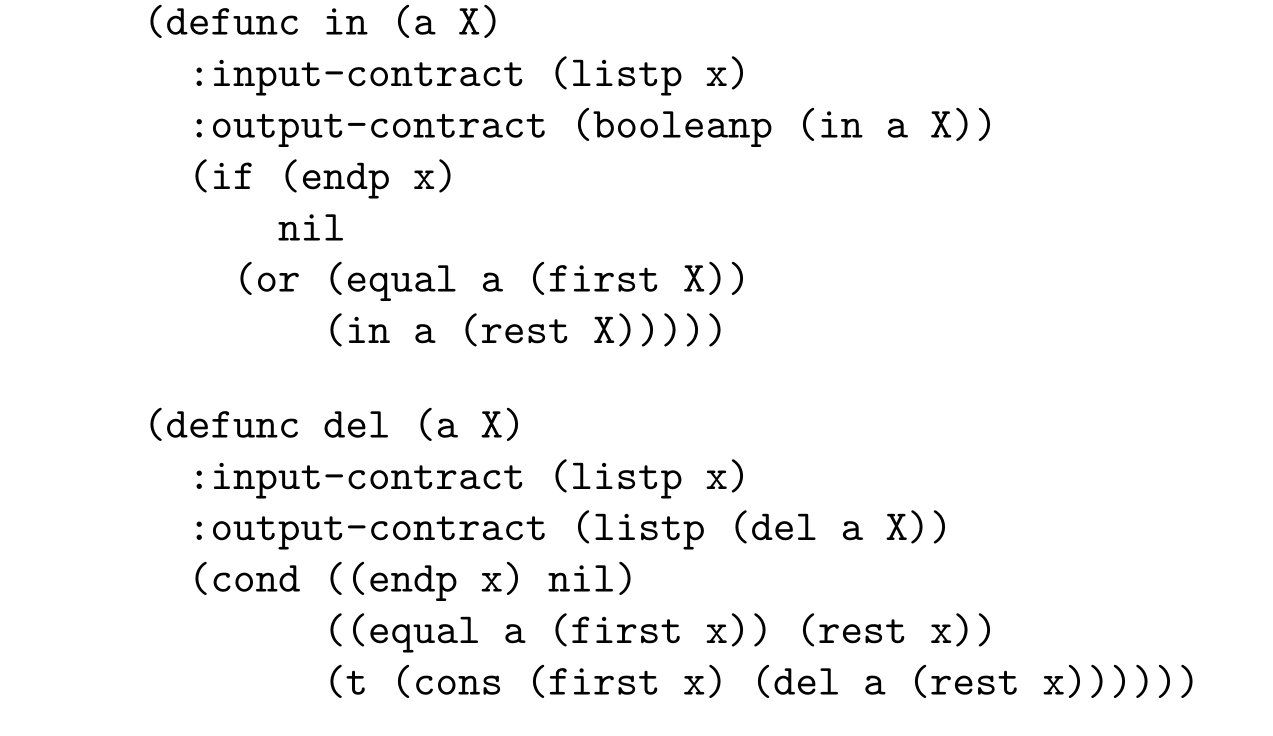 (defunc in (a X)
  :input-contract (listp x)
  :output-contract (booleanp (in a X))
  (if (endp x)
      nil
    (or (equal a (first X))
        (in a (rest X)))))
(defunc del (a X)
  :input-contract (listp x)
  :output-contract (listp (del a X))
  (cond ((endp x) nil)
        ((equal a (first x)) (rest x))
        (t (cons (first x) (del a (rest x))))))